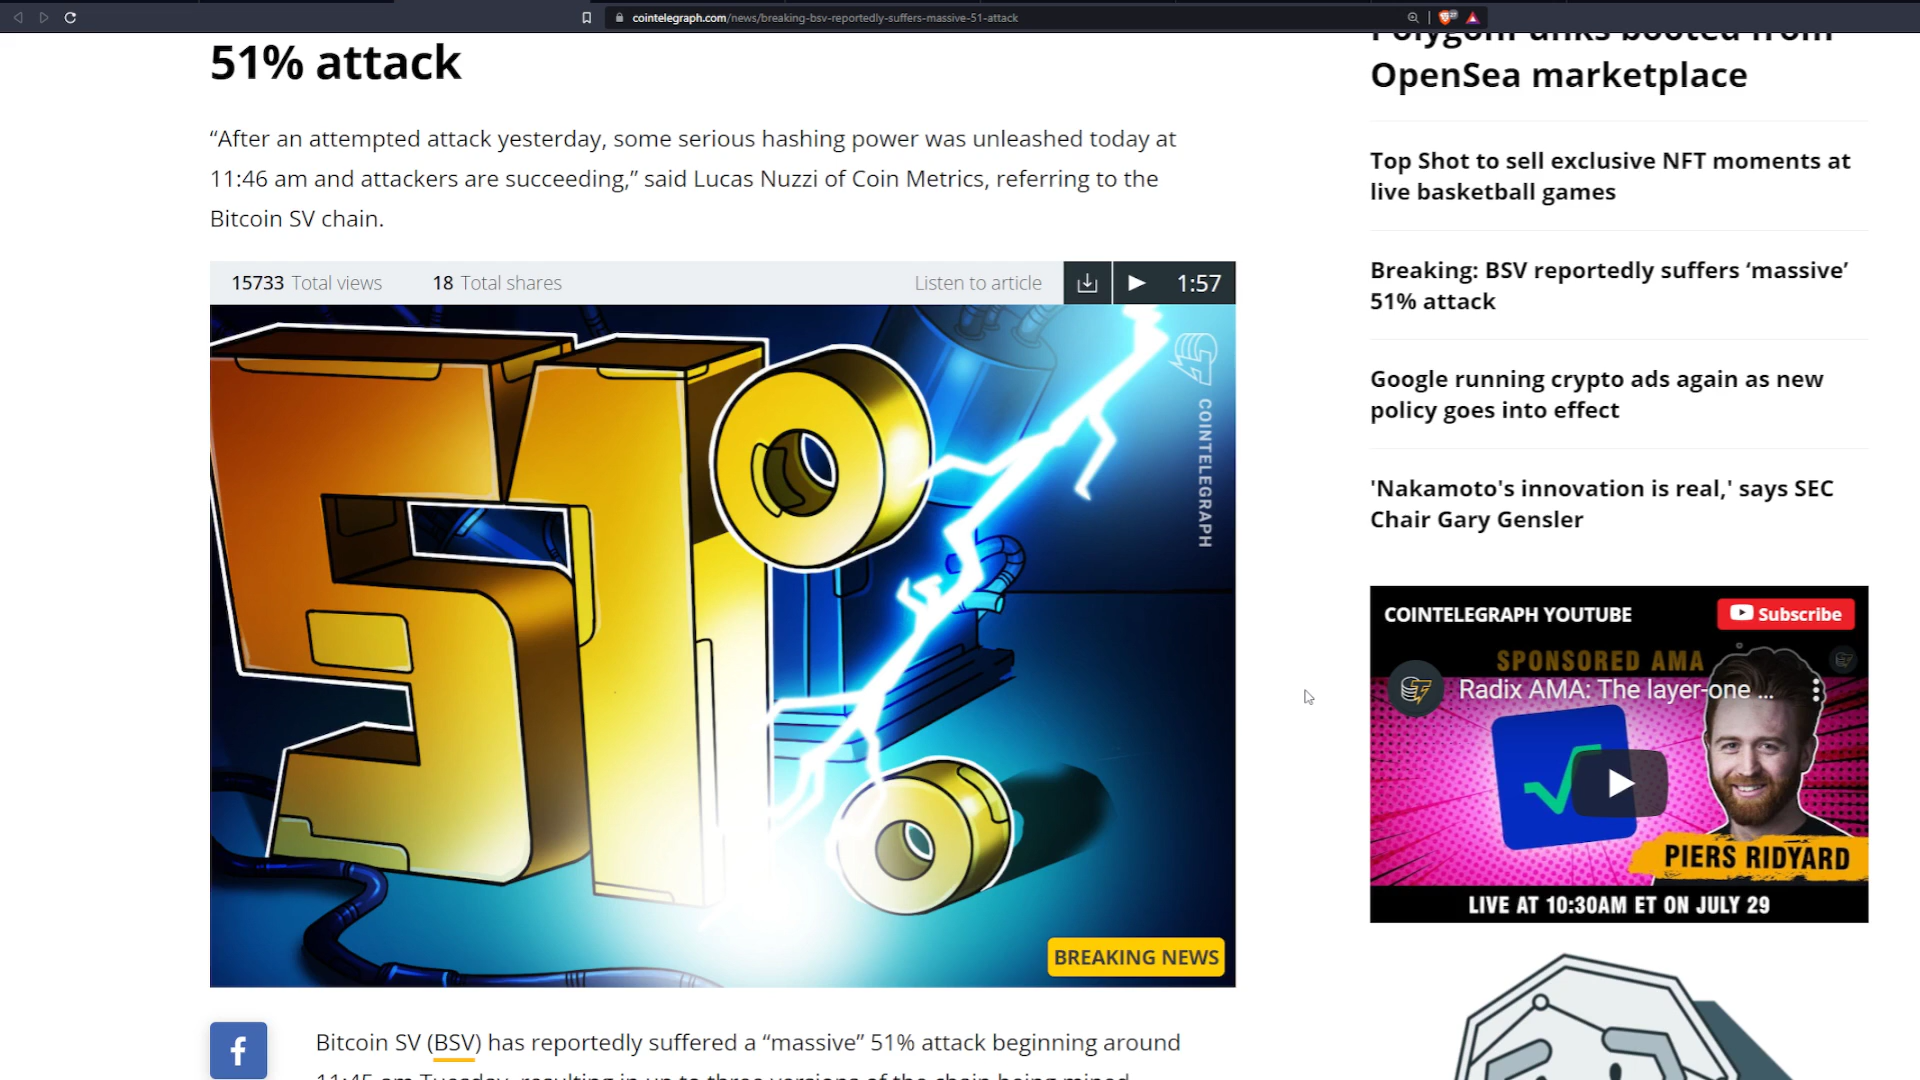 cointelegraph.com/news/breaking-bsv-reportedly-suffers-massive-51-attack
51% attack
“After an attempted attack yesterday, some serious hashing power was unleashed today at
11:46 am and attackers are succeeding,” said Lucas Nuzzi of Coin Metrics, referring to the
Bitcoin SV chain.
15733 Total views 18 Total shares Listen to article 1:57
51%
COINTELEGRAPH
BREAKING NEWS
Bitcoin SV (BSV) has reportedly suffered a “massive” 51% attack beginning around
11:45 am Tuesday, resulting in up to three versions of the chain being mined
PolygonPunks booted from
OpenSea marketplace
Top Shot to sell exclusive NFT moments at
live basketball games
Breaking: BSV reportedly suffers ‘massive’
51% attack
Google running crypto ads again as new
policy goes into effect
'Nakamoto's innovation is real,' says SEC
Chair Gary Gensler
COINTELEGRAPH YOUTUBE Subscribe
SPONSORED AMA
Radix AMA: The layer-one ...
PIERS RIDYARD
LIVE AT 10:30AM ET ON JULY 29